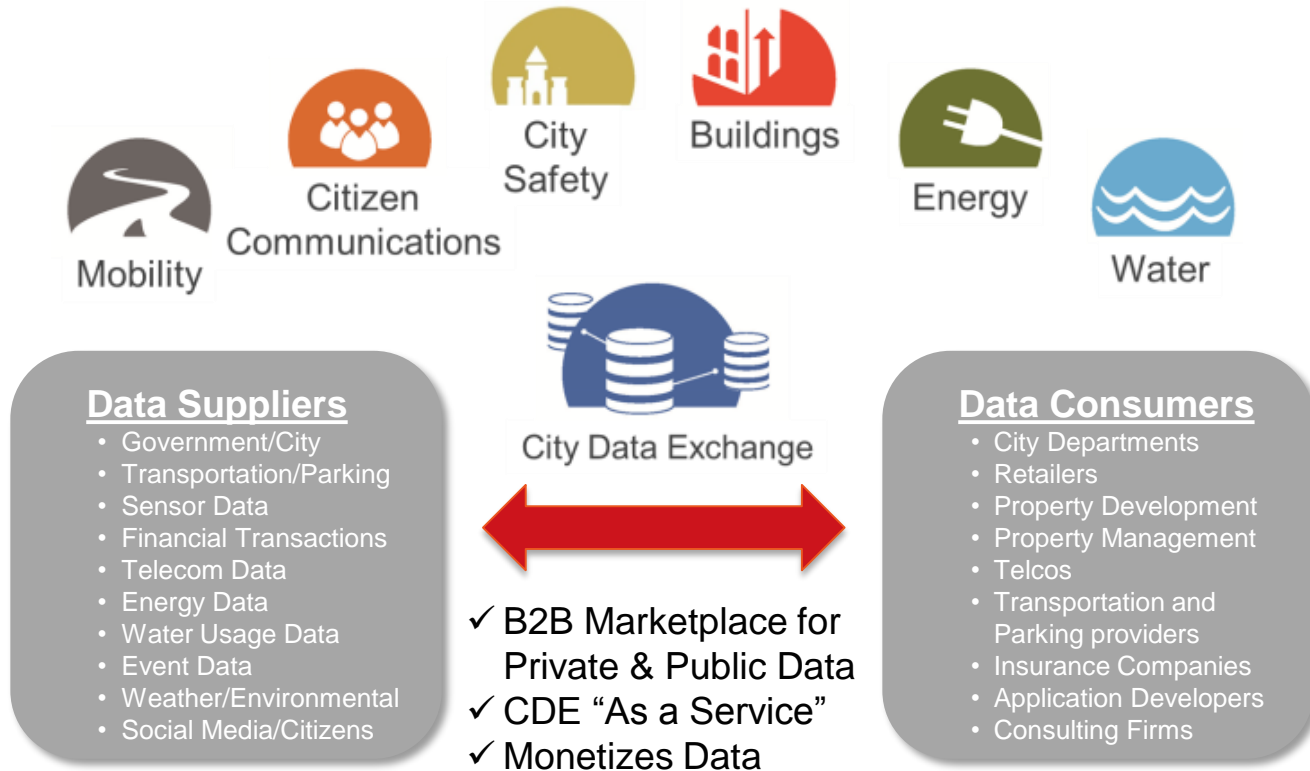 Mobility
Citizen
Communications
City
Safety
Buildings
Energy
Water
City Data Exchange
Data Suppliers
• Government/City
• Transportation/Parking
• Sensor Data
• Financial Transactions
• Telecom Data
• Energy Data
• Water Usage Data
• Event Data
• Weather/Environmental
• Social Media/Citizens
✓ B2B Marketplace for
Private & Public Data
✓ CDE “As a Service”
✓ Monetizes Data
Data Consumers
• City Departments
• Retailers
• Property Development
• Property Management
• Telcos
• Transportation and
Parking providers
• Insurance Companies
• Application Developers
• Consulting Firms